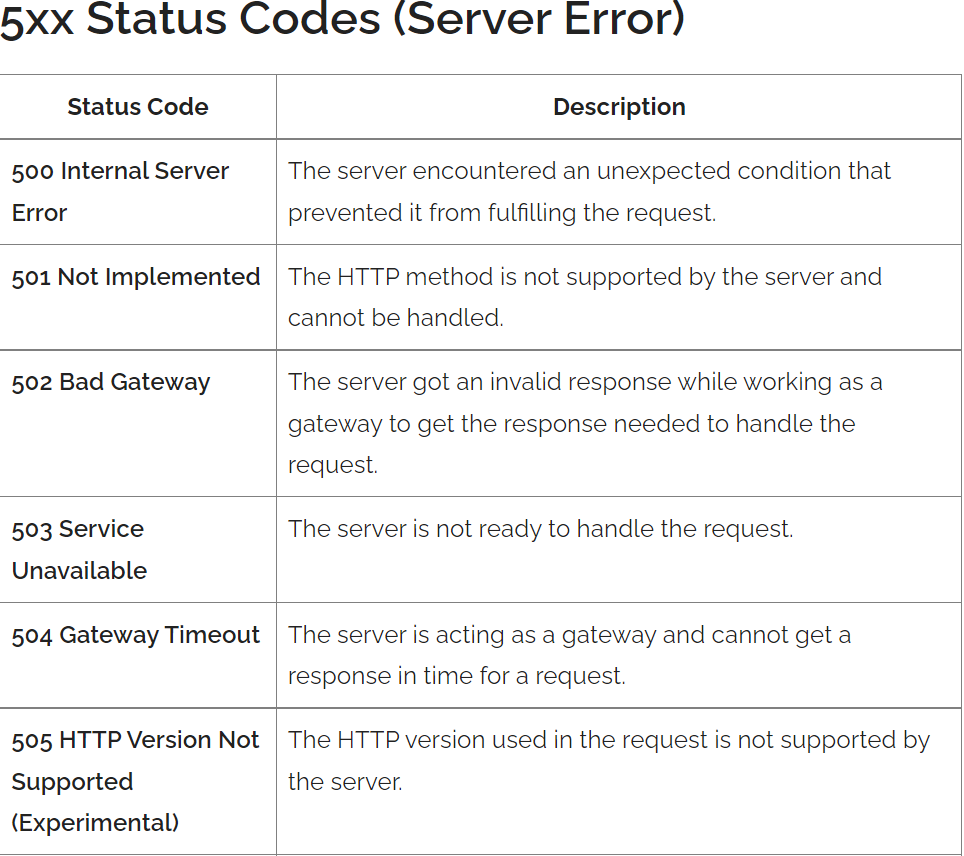 5xx Status Codes (Server Error)
Status Code Description
500 Internal Server The server encountered an unexpected condition that
Error prevented it from fulfilling the request.
501 Not Implemented The HTTP method is not supported by the server and
cannot be handled.
502 Bad Gateway The server got an invalid response while working as a
gateway to get the response needed to handle the
request.
503 Service The server is not ready to handle the request.
Unavailable
504 Gateway Timeout The server is acting as a gateway and cannot get a
response in time for a request.
505 HTTP Version Not The HTTP version used in the request is not supported by
Supported the server.
(Experimental)